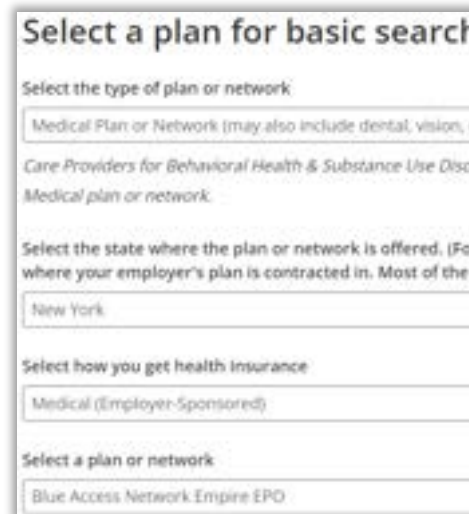 Select a plan for basic search
Select the type of plan or network
Medical Plan or Network (may also include dental, vision,
Care Providers for Behavioral Health & Substance Use Diso
Medical plan or network.
Select the state where the plan or network is offered. (Fo
where your employer's plan is contracted in. Most of the
New York
Select how you get health insurance
Medical (Employer-Sponsored)
Select a plan or network
Blue Access Network Empire EPO